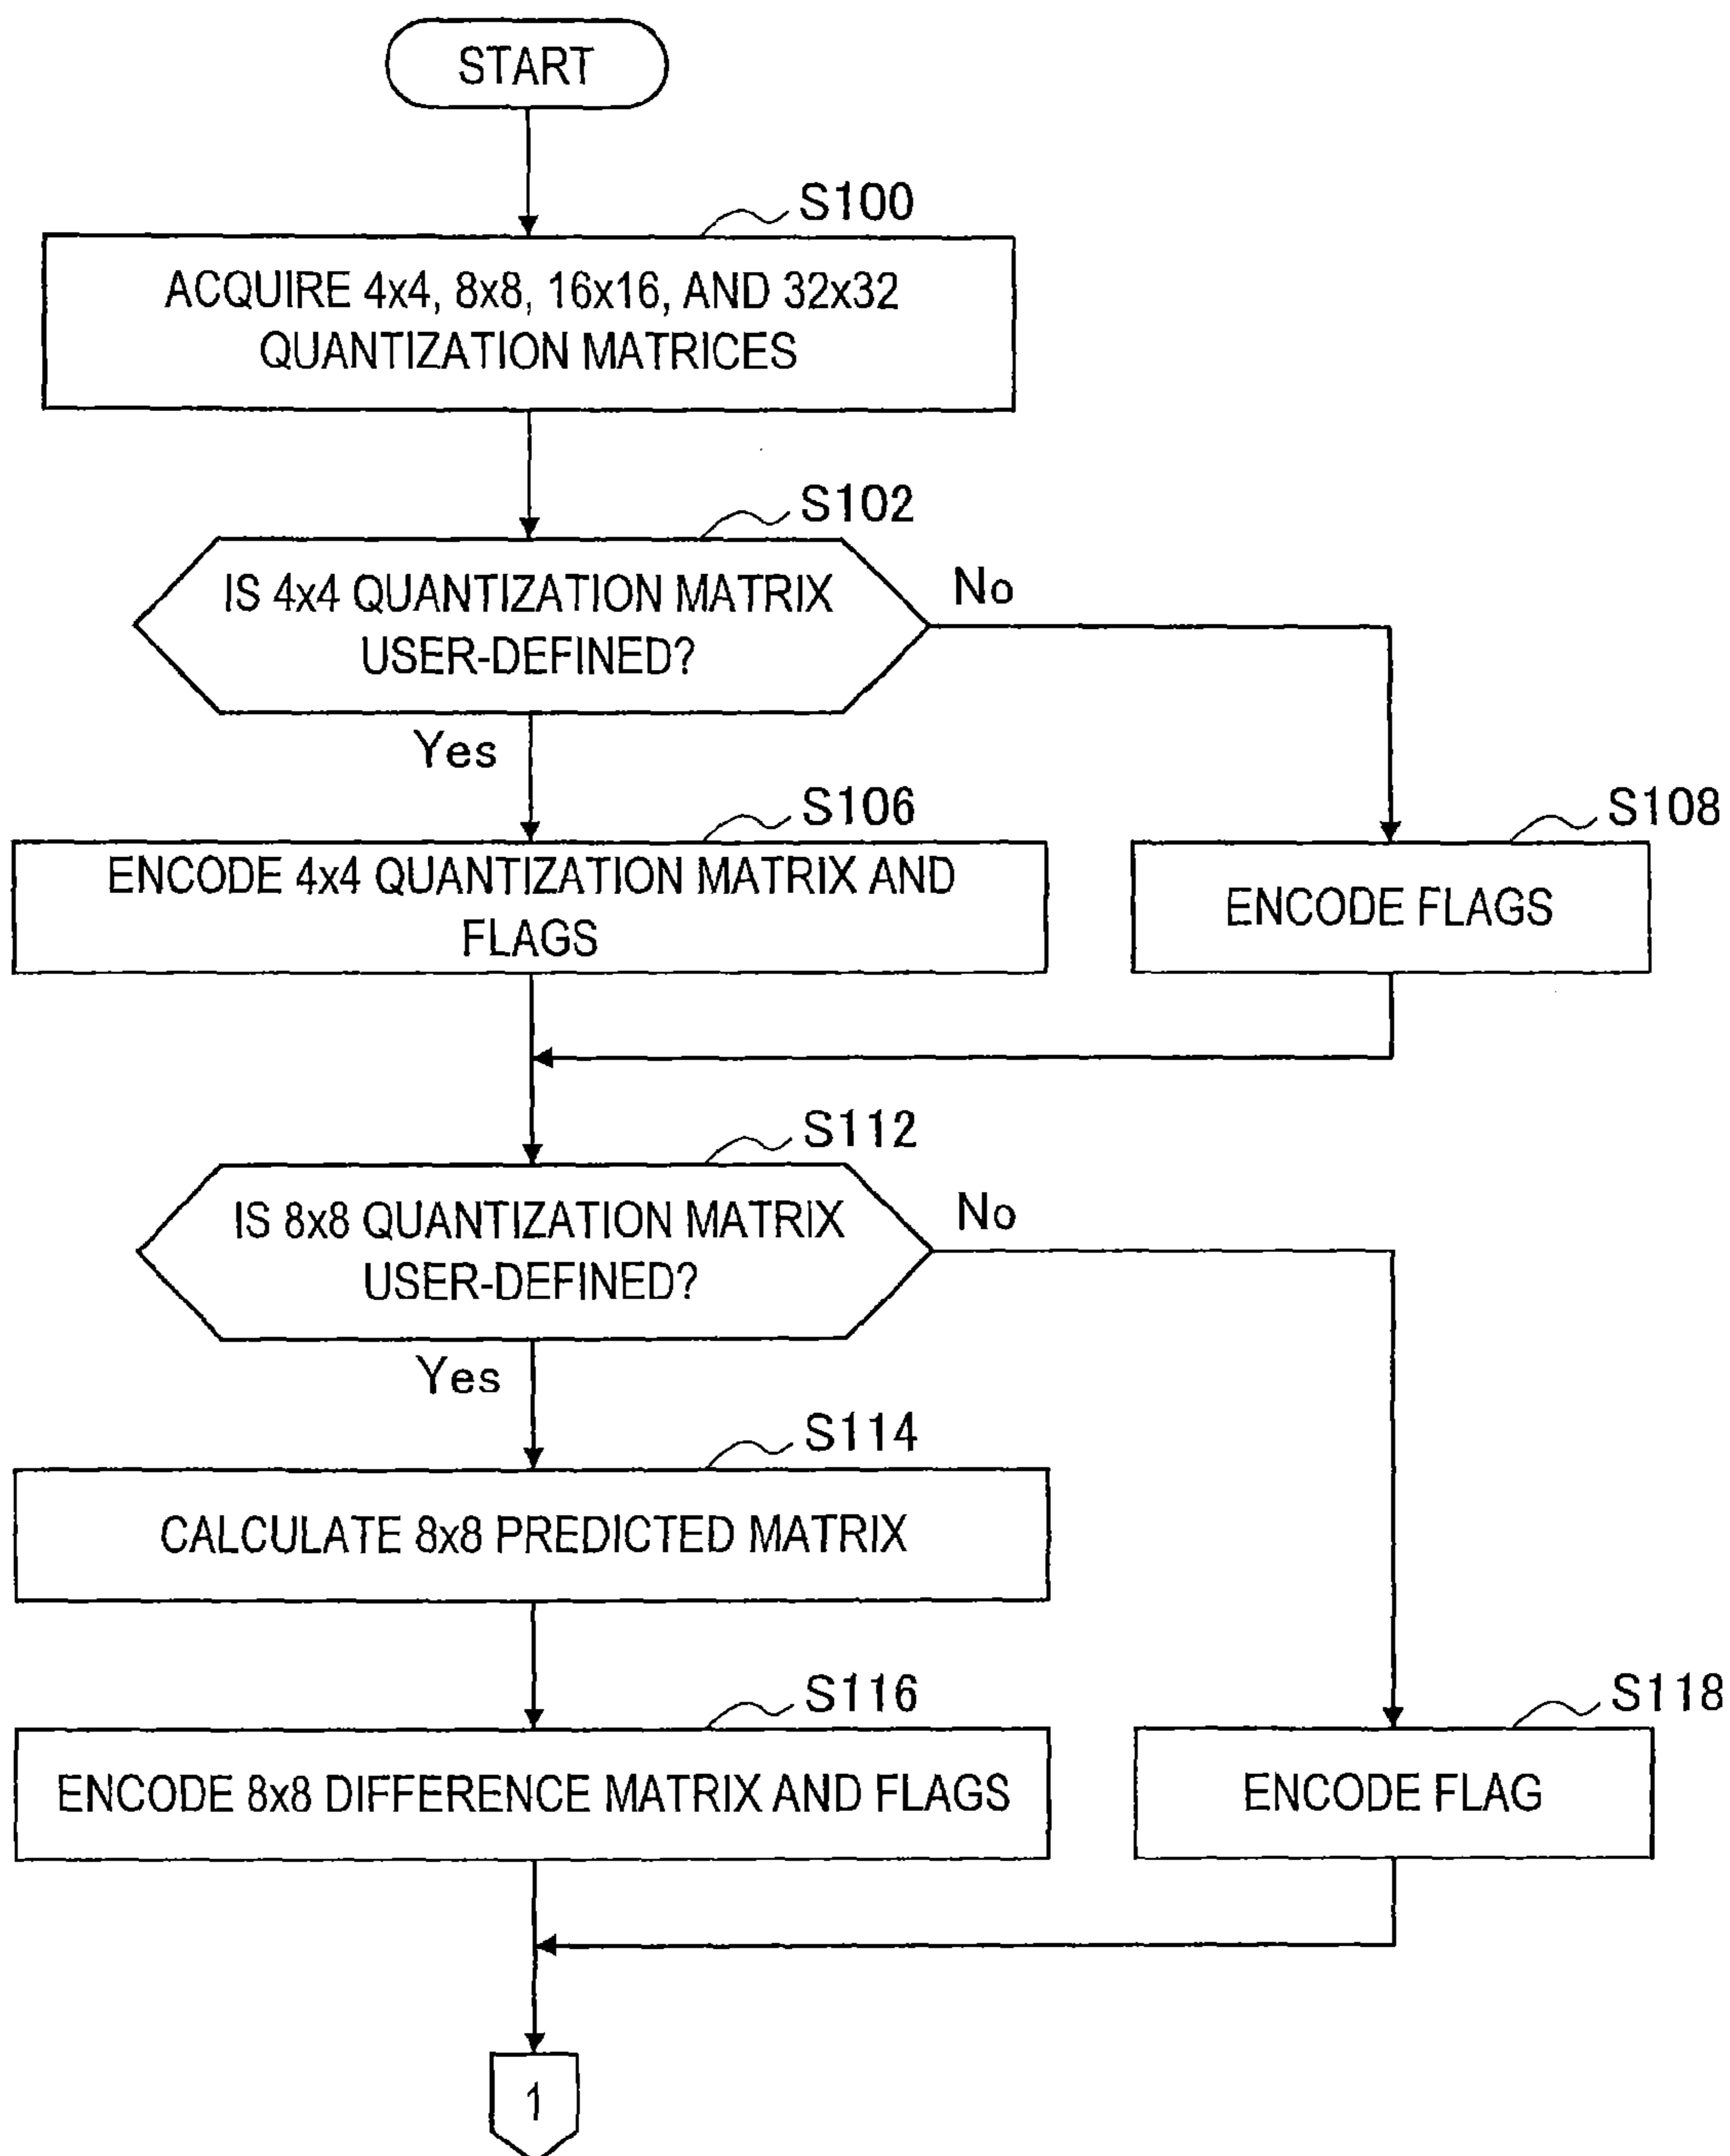 START
S100
ACQUIRE 4x4, 8x8, 16x16, AND 32x32
QUANTIZATION MATRICES
S102
IS 4x4 QUANTIZATION MATRIX
USER-DEFINED?
No
Yes
S106
ENCODE 4x4 QUANTIZATION MATRIX AND
FLAGS
S108
ENCODE FLAGS
S112
IS 8x8 QUANTIZATION MATRIX
USER-DEFINED?
No
Yes
S114
CALCULATE 8x8 PREDICTED MATRIX
S116
ENCODE 8x8 DIFFERENCE MATRIX AND FLAGS
S118
ENCODE FLAG
1